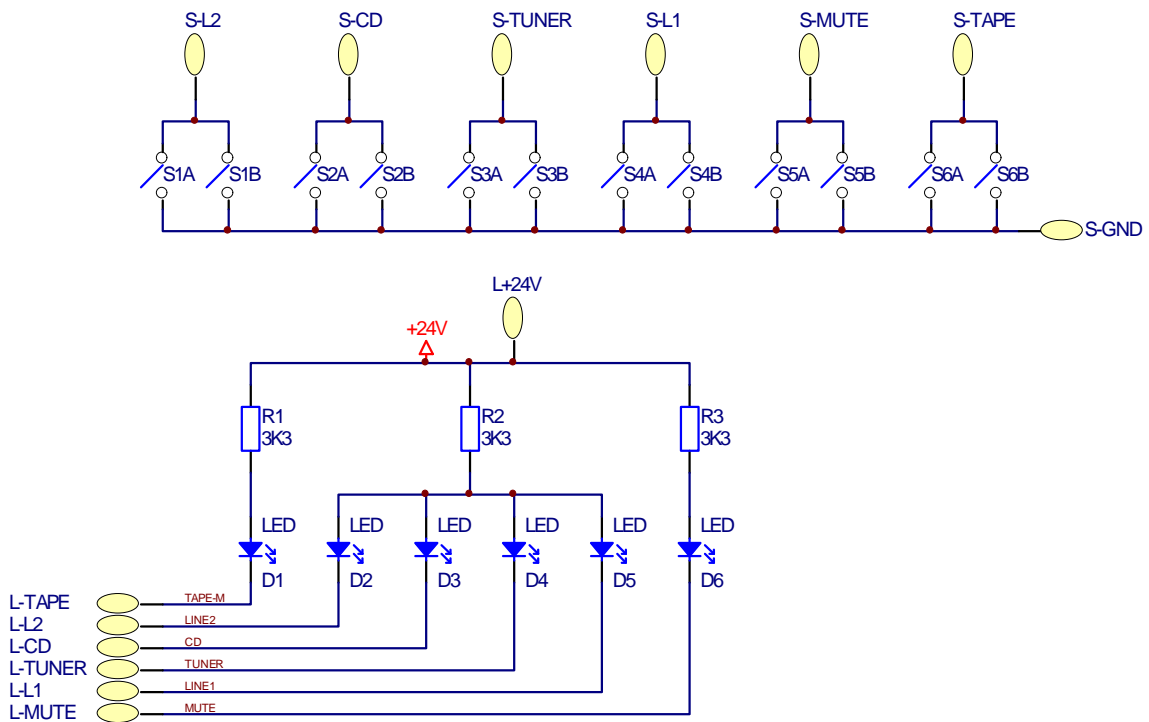 S-L2 S-CD S-TUNER S-L1 S-MUTE S-TAPE
S1A S1B S2A S2B S3A S3B S4A S4B S5A S5B S6A S6B
S-GND
L+24V
+24V
R1 R2 R3
3K3 3K3 3K3
LED LED LED LED LED LED
D1 D2 D3 D4 D5 D6
L-TAPE TAPE-M
L-L2 LINE2
L-CD CD
L-TUNER TUNER
L-L1 LINE1
L-MUTE MUTE